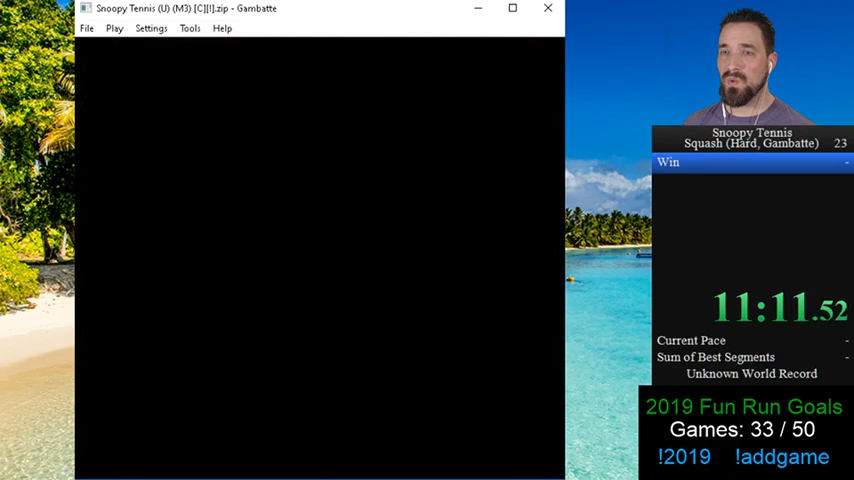 Snoopy Tennis (U) (M3) [C][!].zip - Gambatte
File Play Settings Tools Help
Snoopy Tennis
Squash (Hard, Gambatte) 23
Win -
11:11.52
Current Pace -
Sum of Best Segments -
Unknown World Record
2019 Fun Run Goals
Games: 33 / 50
!2019 !addgame